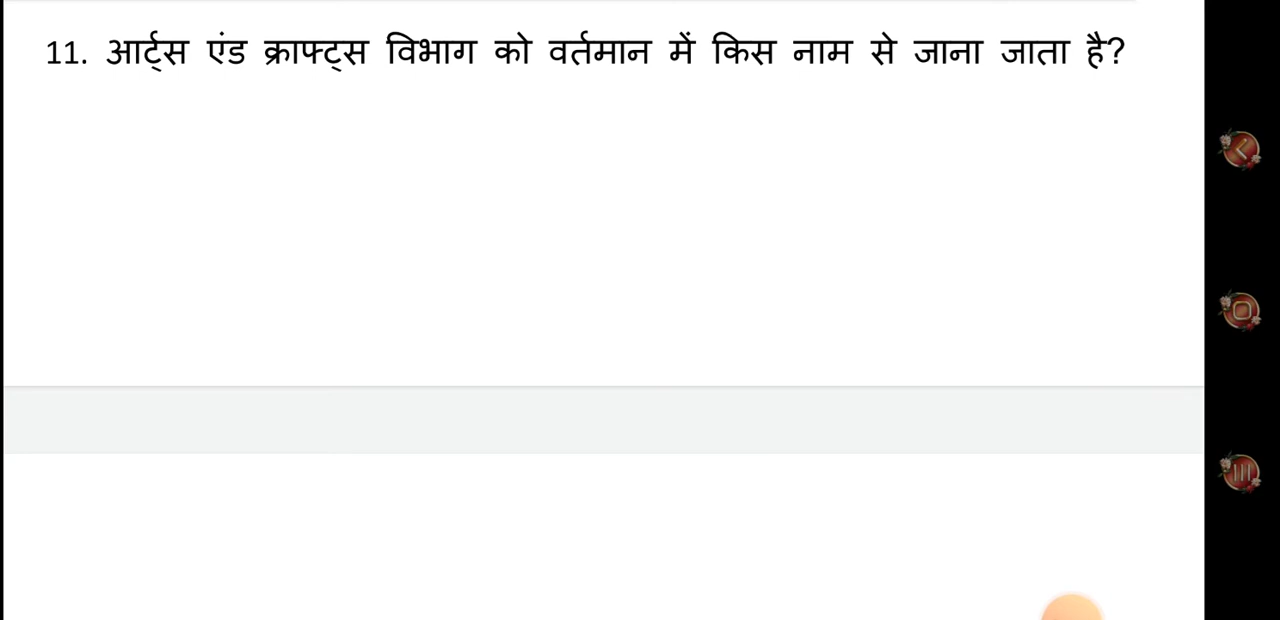 11. आर्ट्स एंड क्राफ्ट्स विभाग को वर्तमान में किस नाम से जाना जाता है?